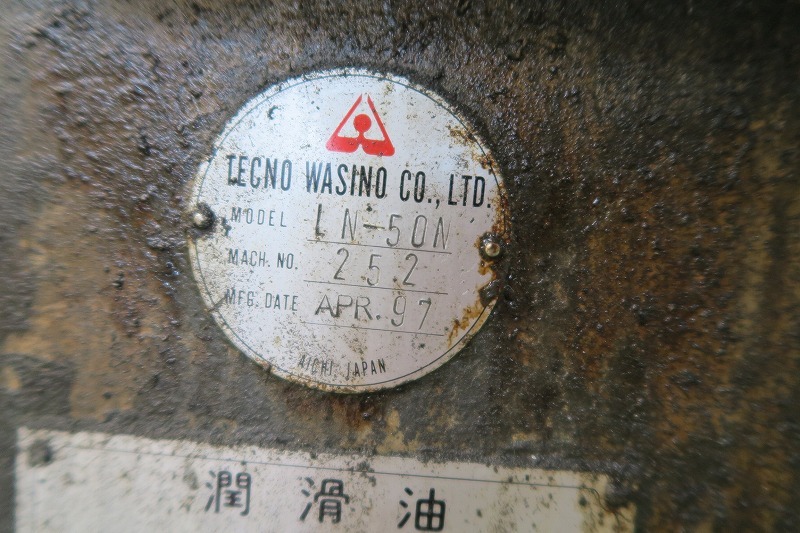 TECNO WASINO CO., LTD.
MODEL LN-50N
MACH. NO. 252
MFG. DATE APR. 97
AICHI JAPAN
潤滑油